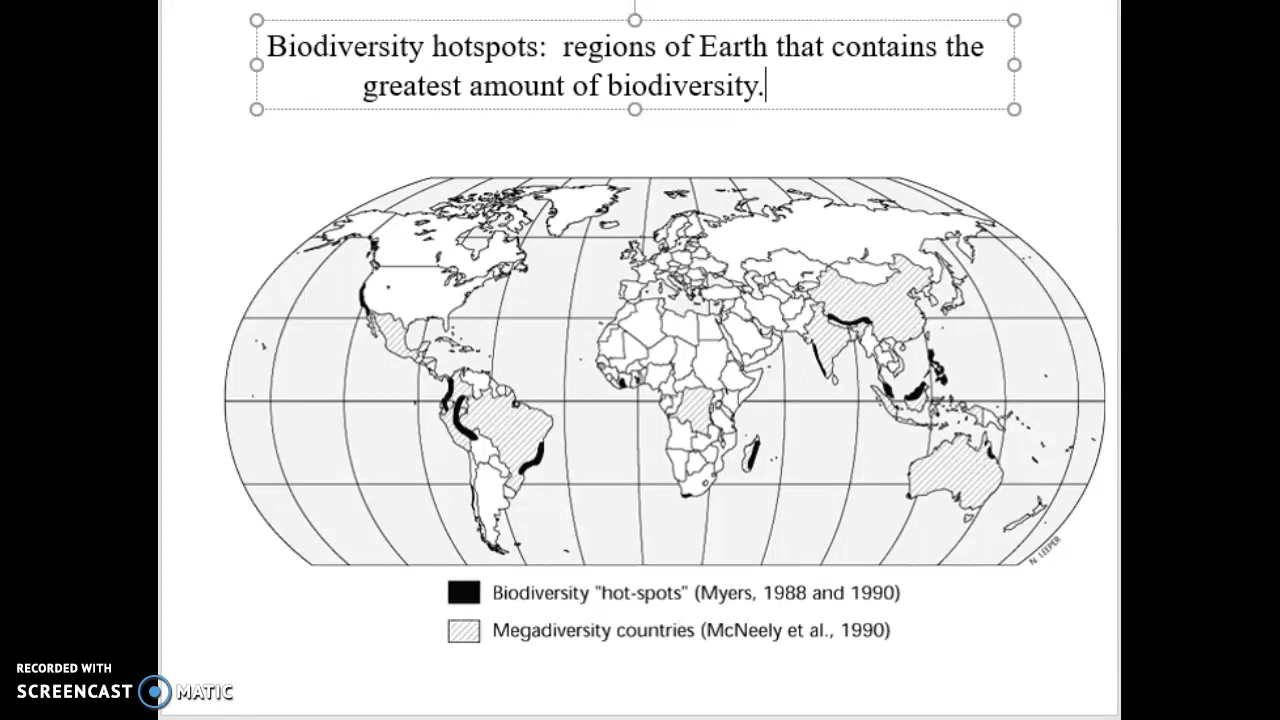 Biodiversity hotspots:  regions of Earth that contains the
greatest amount of biodiversity.
N. LEEPER
Biodiversity "hot-spots" (Myers, 1988 and 1990)
Megadiversity countries (McNeely et al., 1990)
RECORDED WITH
SCREENCAST MATIC